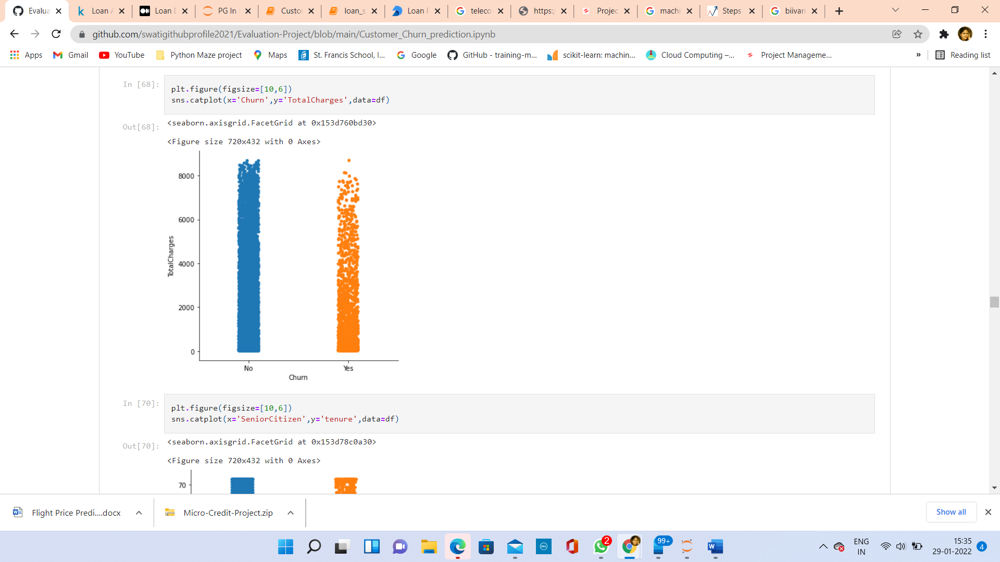 Evalua
Loan A
Loan D
PG In
Custo
loan_s
Loan P
teleco
https:/
Projec
machi
Steps
biivari
github.com/swatigithubprofile2021/Evaluation-Project/blob/main/Customer_Churn_prediction.ipynb
Apps
Gmail
YouTube
Python Maze project
Maps
St. Francis School, I...
Google
GitHub - training-m...
scikit-learn: machin...
Cloud Computing –...
Project Manageme...
»
Reading list
In [68]:
plt.figure(figsize=[10,6])
sns.catplot(x='Churn',y='TotalCharges',data=df)
Out[68]:
<seaborn.axisgrid.FacetGrid at 0x153d760bd30>
<Figure size 720x432 with 0 Axes>
8000
6000
4000
2000
0
TotalCharges
No
Yes
Churn
In [70]:
plt.figure(figsize=[10,6])
sns.catplot(x='SeniorCitizen',y='tenure',data=df)
Out[70]:
<seaborn.axisgrid.FacetGrid at 0x153d78c0a30>
<Figure size 720x432 with 0 Axes>
70
Flight Price Predi....docx
Micro-Credit-Project.zip
Show all
2
99+
ENG
IN
15:35
29-01-2022
4